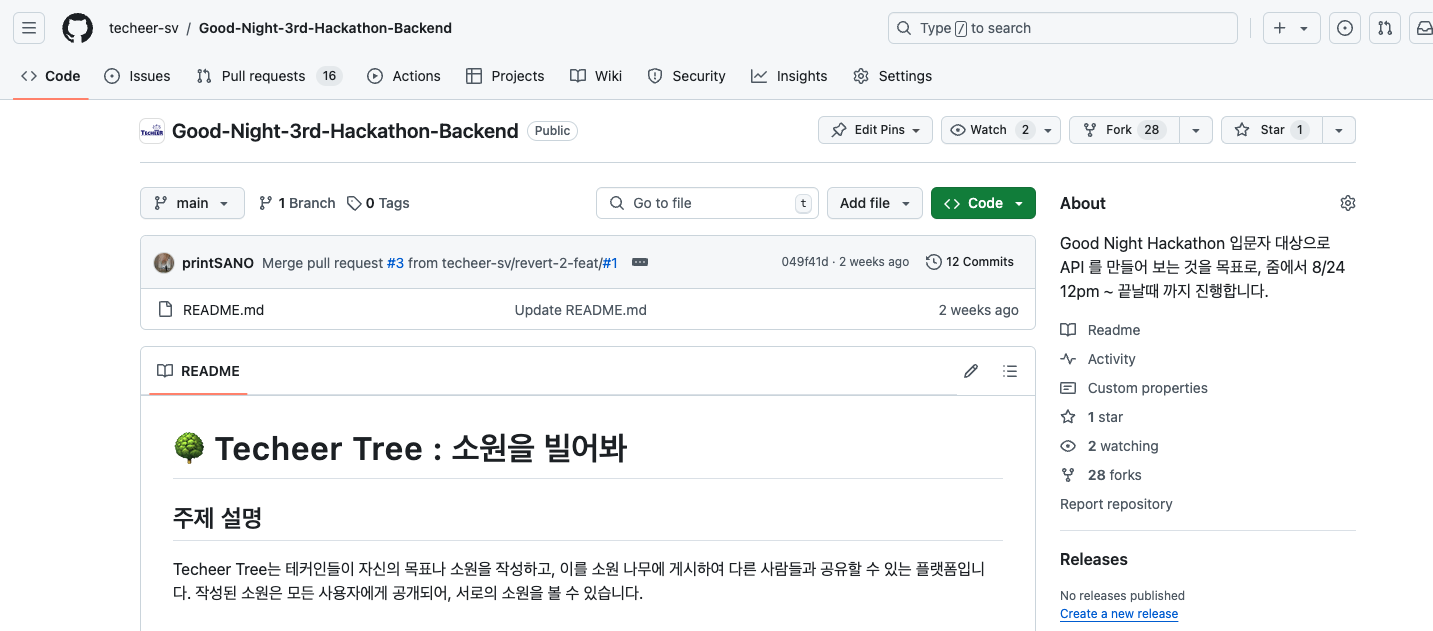 techeer-sv / Good-Night-3rd-Hackathon-Backend
Type / to search
Code Issues Pull requests 16 Actions Projects Wiki Security Insights Settings
TECHEER Good-Night-3rd-Hackathon-Backend Public
Edit Pins Watch 2 Fork 28 Star 1
main 1 Branch 0 Tags Go to file t Add file Code
printSANO Merge pull request #3 from techeer-sv/revert-2-feat/#1 049f41d · 2 weeks ago 12 Commits
README.md Update README.md 2 weeks ago
README
Techeer Tree : 소원을 빌어봐
주제 설명
Techeer Tree는 테커인들이 자신의 목표나 소원을 작성하고, 이를 소원 나무에 게시하여 다른 사람들과 공유할 수 있는 플랫폼입니
다. 작성된 소원은 모든 사용자에게 공개되어, 서로의 소원을 볼 수 있습니다.
About
Good Night Hackathon 입문자 대상으로
API 를 만들어 보는 것을 목표로, 줌에서 8/24
12pm ~ 끝날때 까지 진행합니다.
Readme
Activity
Custom properties
1 star
2 watching
28 forks
Report repository
Releases
No releases published
Create a new release